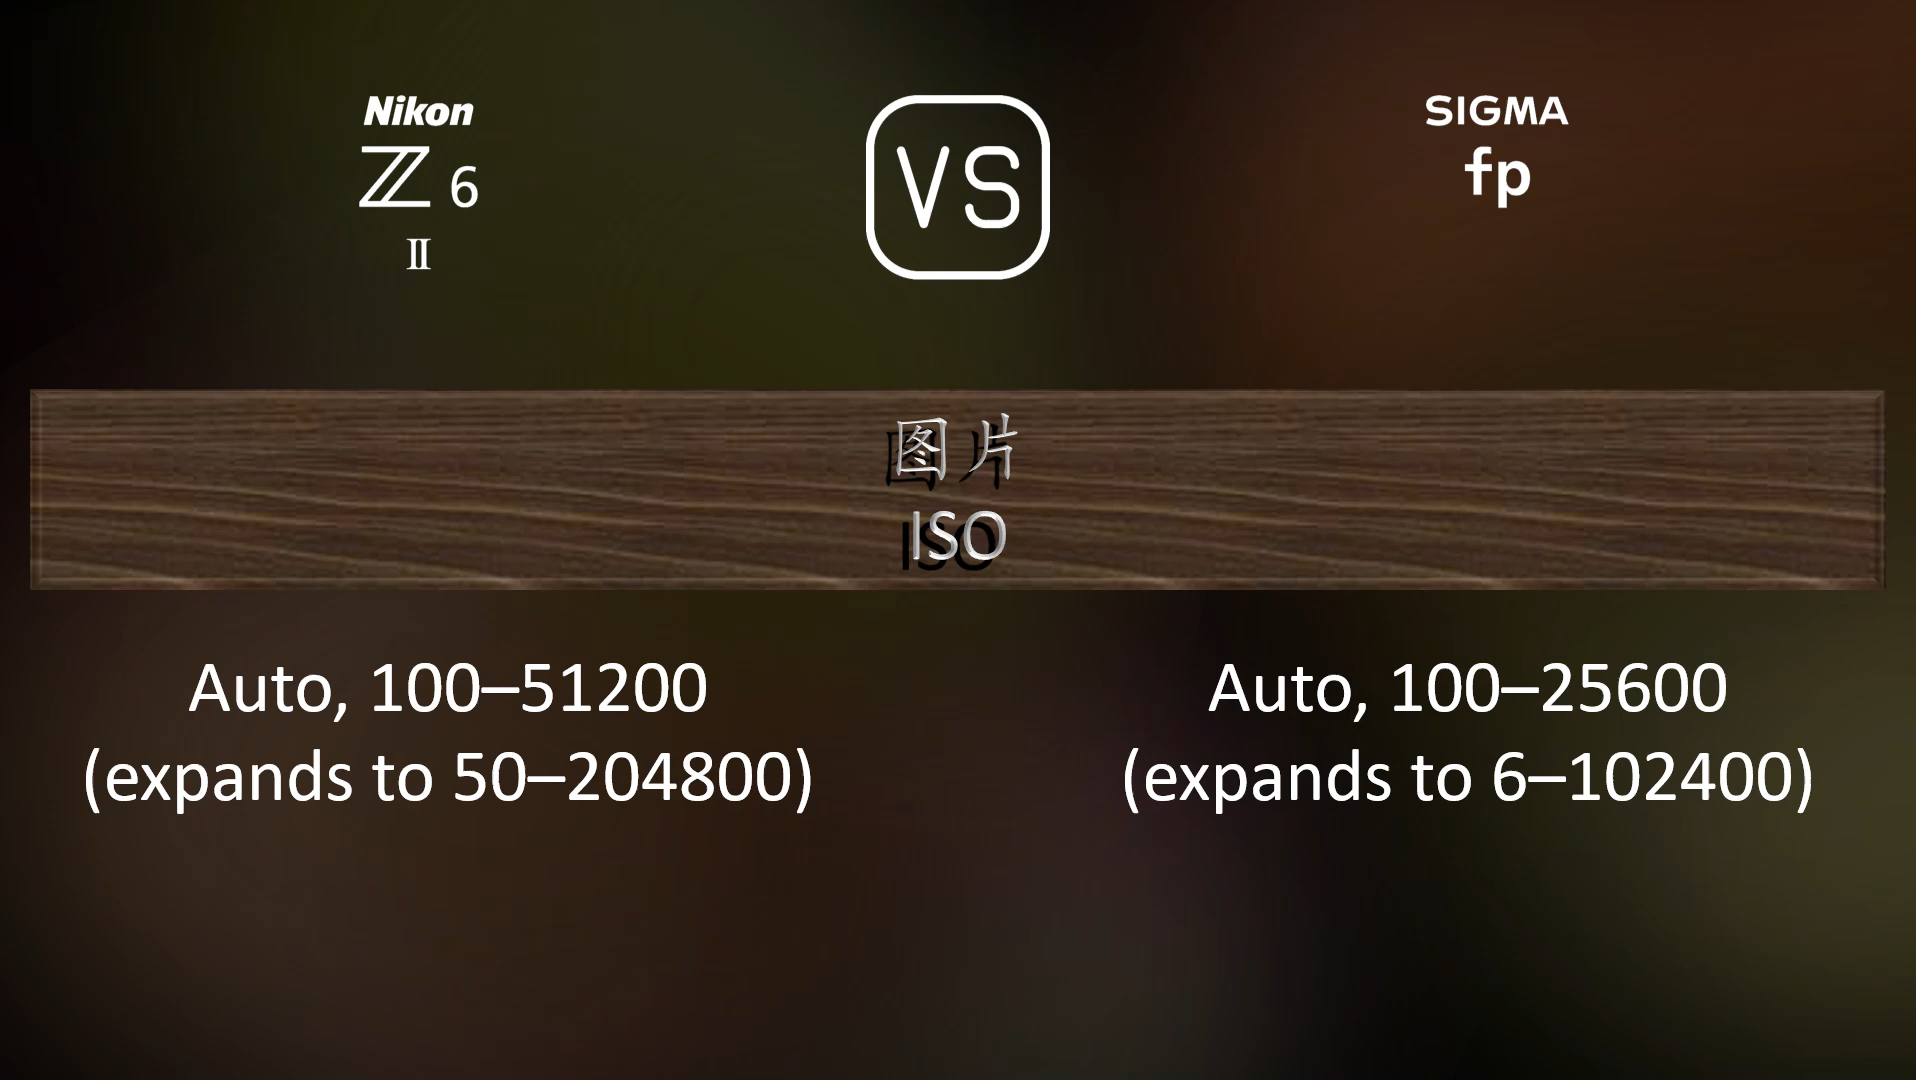 Nikon
Z 6
II
VS
SIGMA
fp
图片
ISO
Auto, 100–51200
(expands to 50–204800)
Auto, 100–25600
(expands to 6–102400)